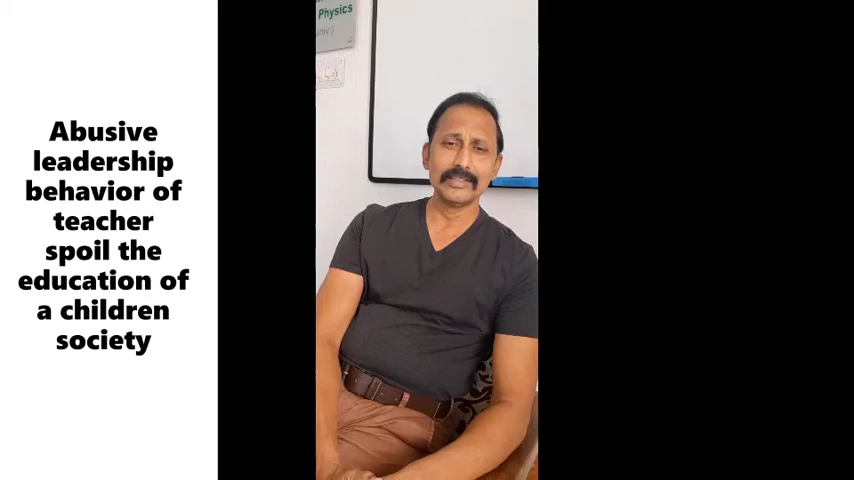 Abusive
leadership
behavior of
teacher
spoil the
education of
a children
society
Physics